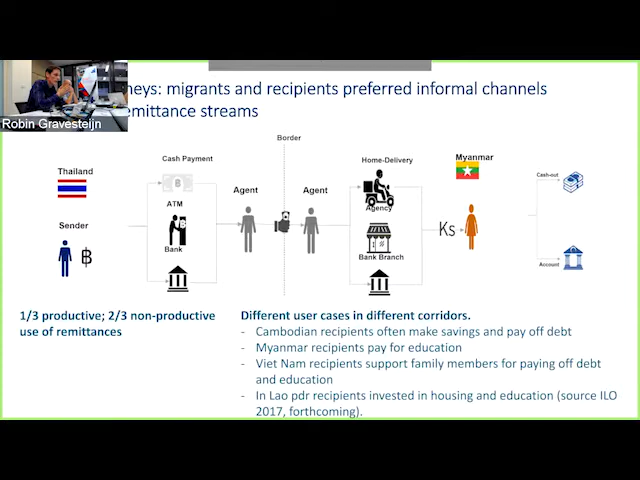 neys: migrants and recipients preferred informal channels
emittance streams
Robin Gravesteijn
Border
Thailand
Cash Payment
Home-Delivery
Myanmar
Cash-out
฿
ATM
Agent
Agent
Agency
Sender
฿
Bank
Bank Branch
Ks
Account
1/3 productive; 2/3 non-productive
use of remittances
Different user cases in different corridors.
- Cambodian recipients often make savings and pay off debt
- Myanmar recipients pay for education
- Viet Nam recipients support family members for paying off debt
and education
- In Lao pdr recipients invested in housing and education (source ILO
2017, forthcoming).